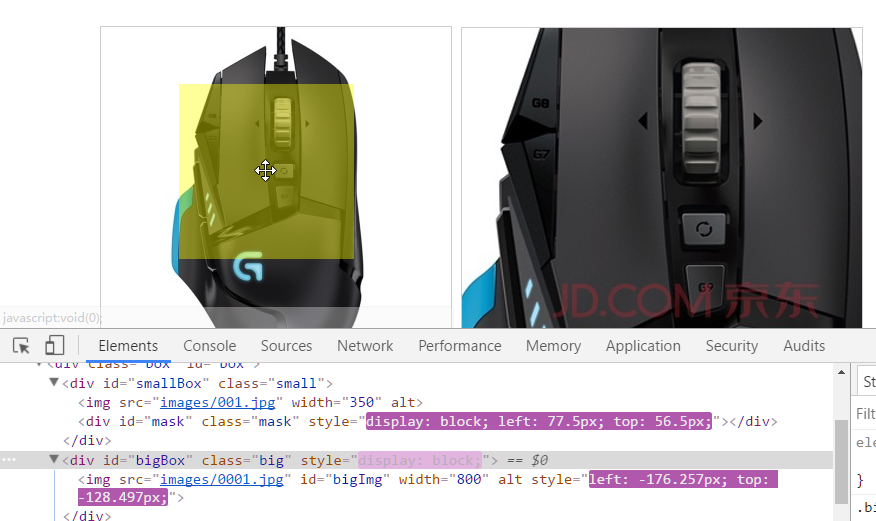 G8
G7
G9
JD.COM 京东
javascript:void(0);
Elements Console Sources Network Performance Memory Application Security Audits
<div class="box" id="box">
▼<div id="smallBox" class="small">
<img src="images/001.jpg" width="350" alt>
<div id="mask" class="mask" style="display: block; left: 77.5px; top: 56.5px;"></div>
</div>
▼<div id="bigBox" class="big" style="display: block;"> == $0
<img src="images/0001.jpg" id="bigImg" width="800" alt style="left: -176.257px; top:
-128.497px;">
</div>
St
Filt
ele
}
.bi